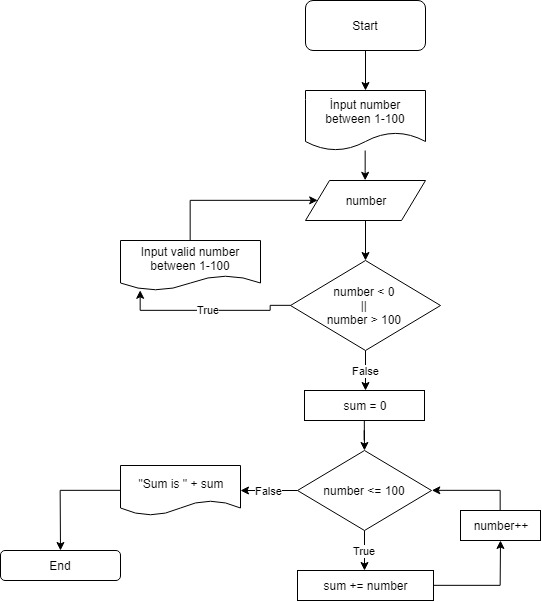 Start
İnput number
between 1-100
number
Input valid number
between 1-100
number < 0
||
number > 100
True
False
sum = 0
"Sum is " + sum
False
number <= 100
number++
True
End
sum += number